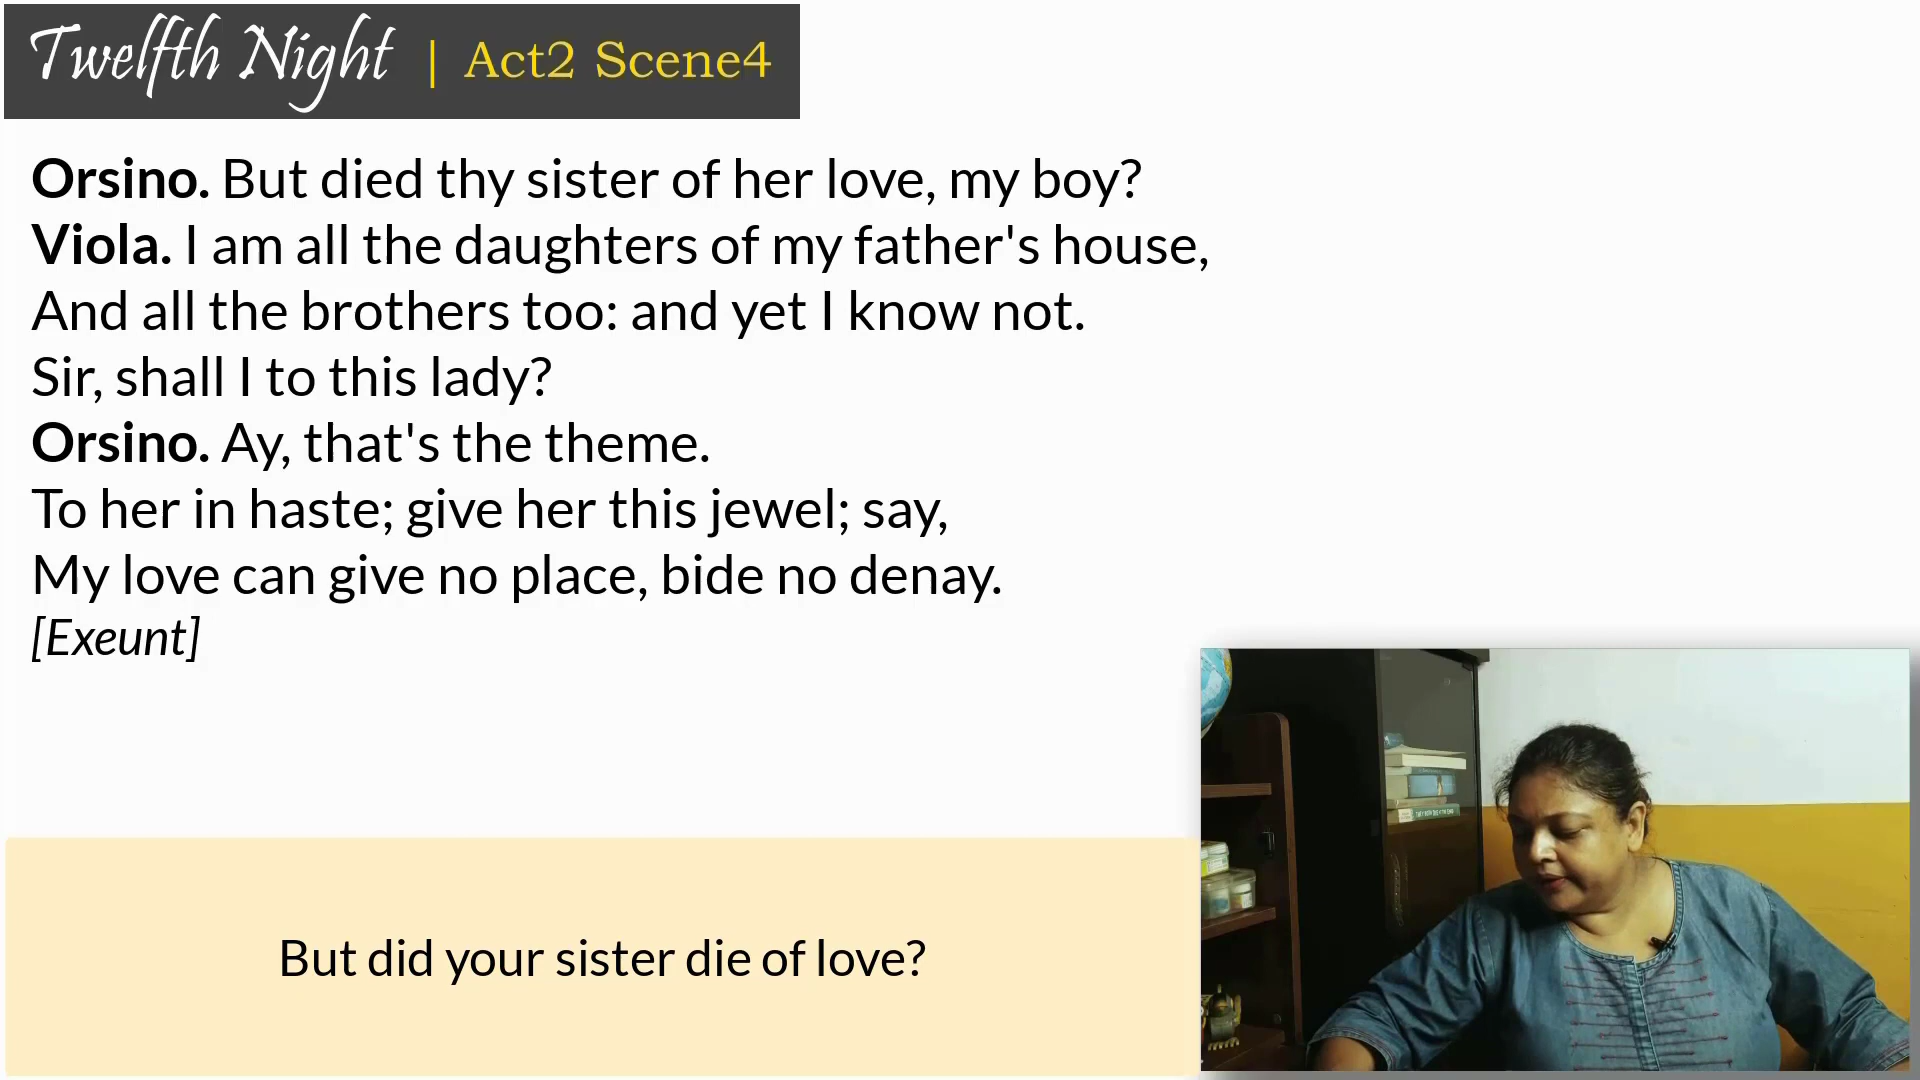 Twelfth Night | Act2 Scene4
Orsino. But died thy sister of her love, my boy?
Viola. I am all the daughters of my father's house,
And all the brothers too: and yet I know not.
Sir, shall I to this lady?
Orsino. Ay, that's the theme.
To her in haste; give her this jewel; say,
My love can give no place, bide no denay.
[Exeunt]
But did your sister die of love?